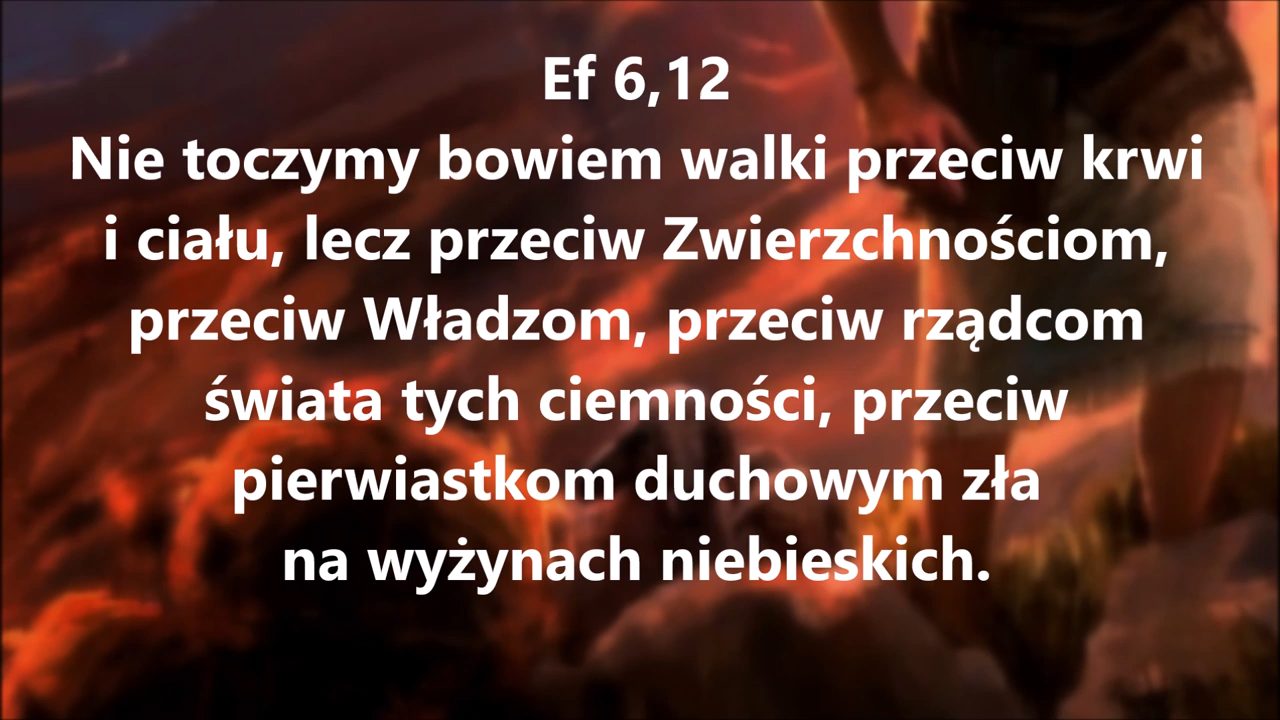 Ef 6,12
Nie toczymy bowiem walki przeciw krwi
i ciału, lecz przeciw Zwierzchnościom,
przeciw Władzom, przeciw rządcom
świata tych ciemności, przeciw
pierwiastkom duchowym zła
na wyżynach niebieskich.